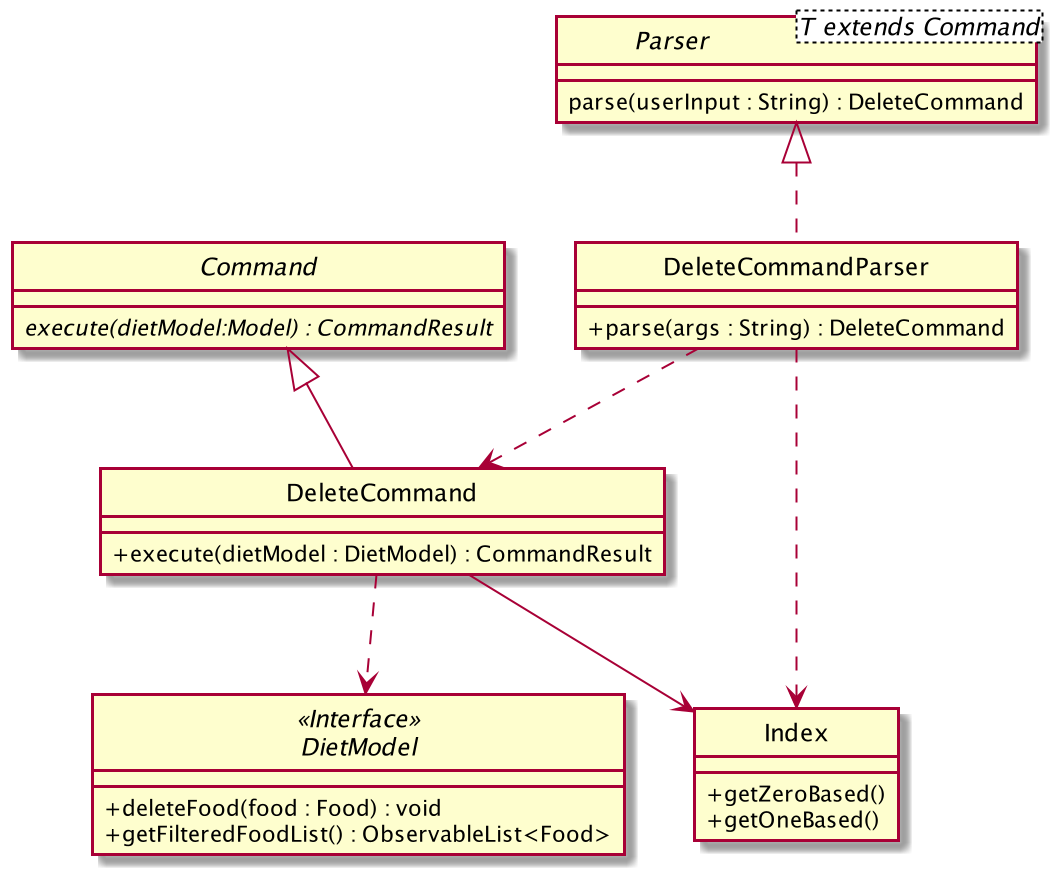 T extends Command
Parser
parse(userInput : String) : DeleteCommand
Command
execute(dietModel:Model) : CommandResult
DeleteCommandParser
+parse(args : String) : DeleteCommand
DeleteCommand
+execute(dietModel : DietModel) : CommandResult
«Interface»
DietModel
+deleteFood(food : Food) : void
+getFilteredFoodList() : ObservableList<Food>
Index
+getZeroBased()
+getOneBased()